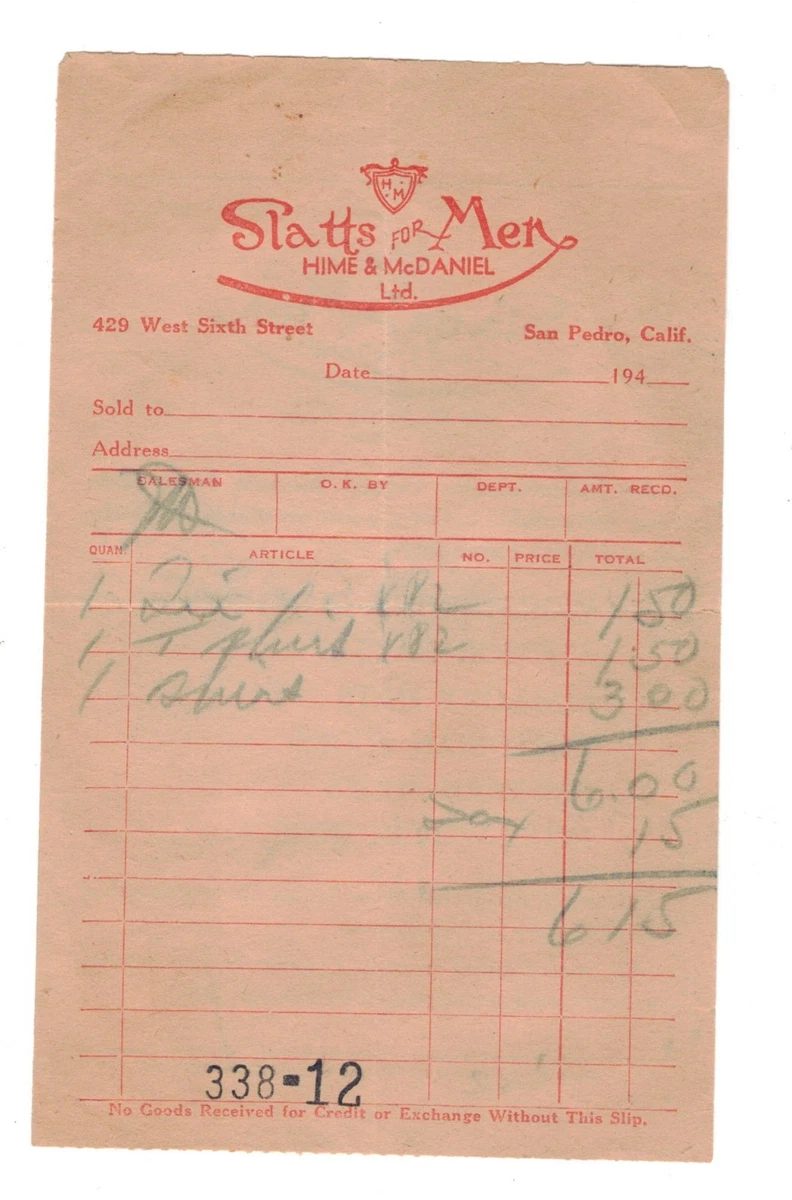 H M
Slatts FOR Men
HIME & McDANIEL
Ltd.
429 West Sixth Street San Pedro, Calif.
Date 194
Sold to
Address
SALESMAN O.K. BY DEPT. AMT. RECD.
QUAN. ARTICLE NO. PRICE TOTAL
1 150
1 T shirt 1.50
1 shirt 3 00
6.00
Tax 15
6 15
338-12
No Goods Received for Credit or Exchange Without This Slip.